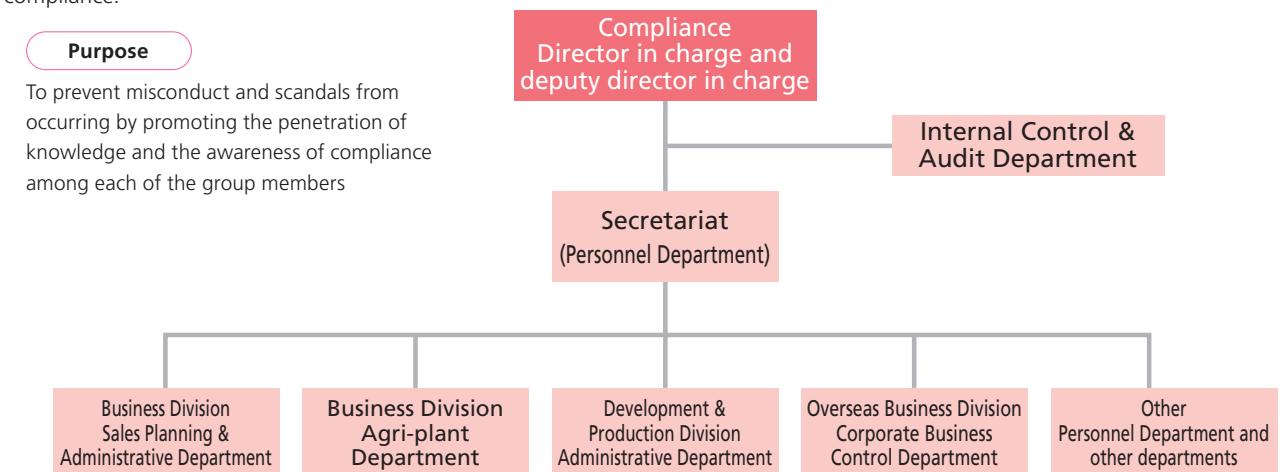 compliance.
Purpose
To prevent misconduct and scandals from
occurring by promoting the penetration of
knowledge and the awareness of compliance
among each of the group members
Compliance
Director in charge and
deputy director in charge
Internal Control &
Audit Department
Secretariat
(Personnel Department)
Business Division
Sales Planning &
Administrative Department
Business Division
Agri-plant
Department
Development &
Production Division
Administrative Department
Overseas Business Division
Corporate Business
Control Department
Other
Personnel Department and
other departments